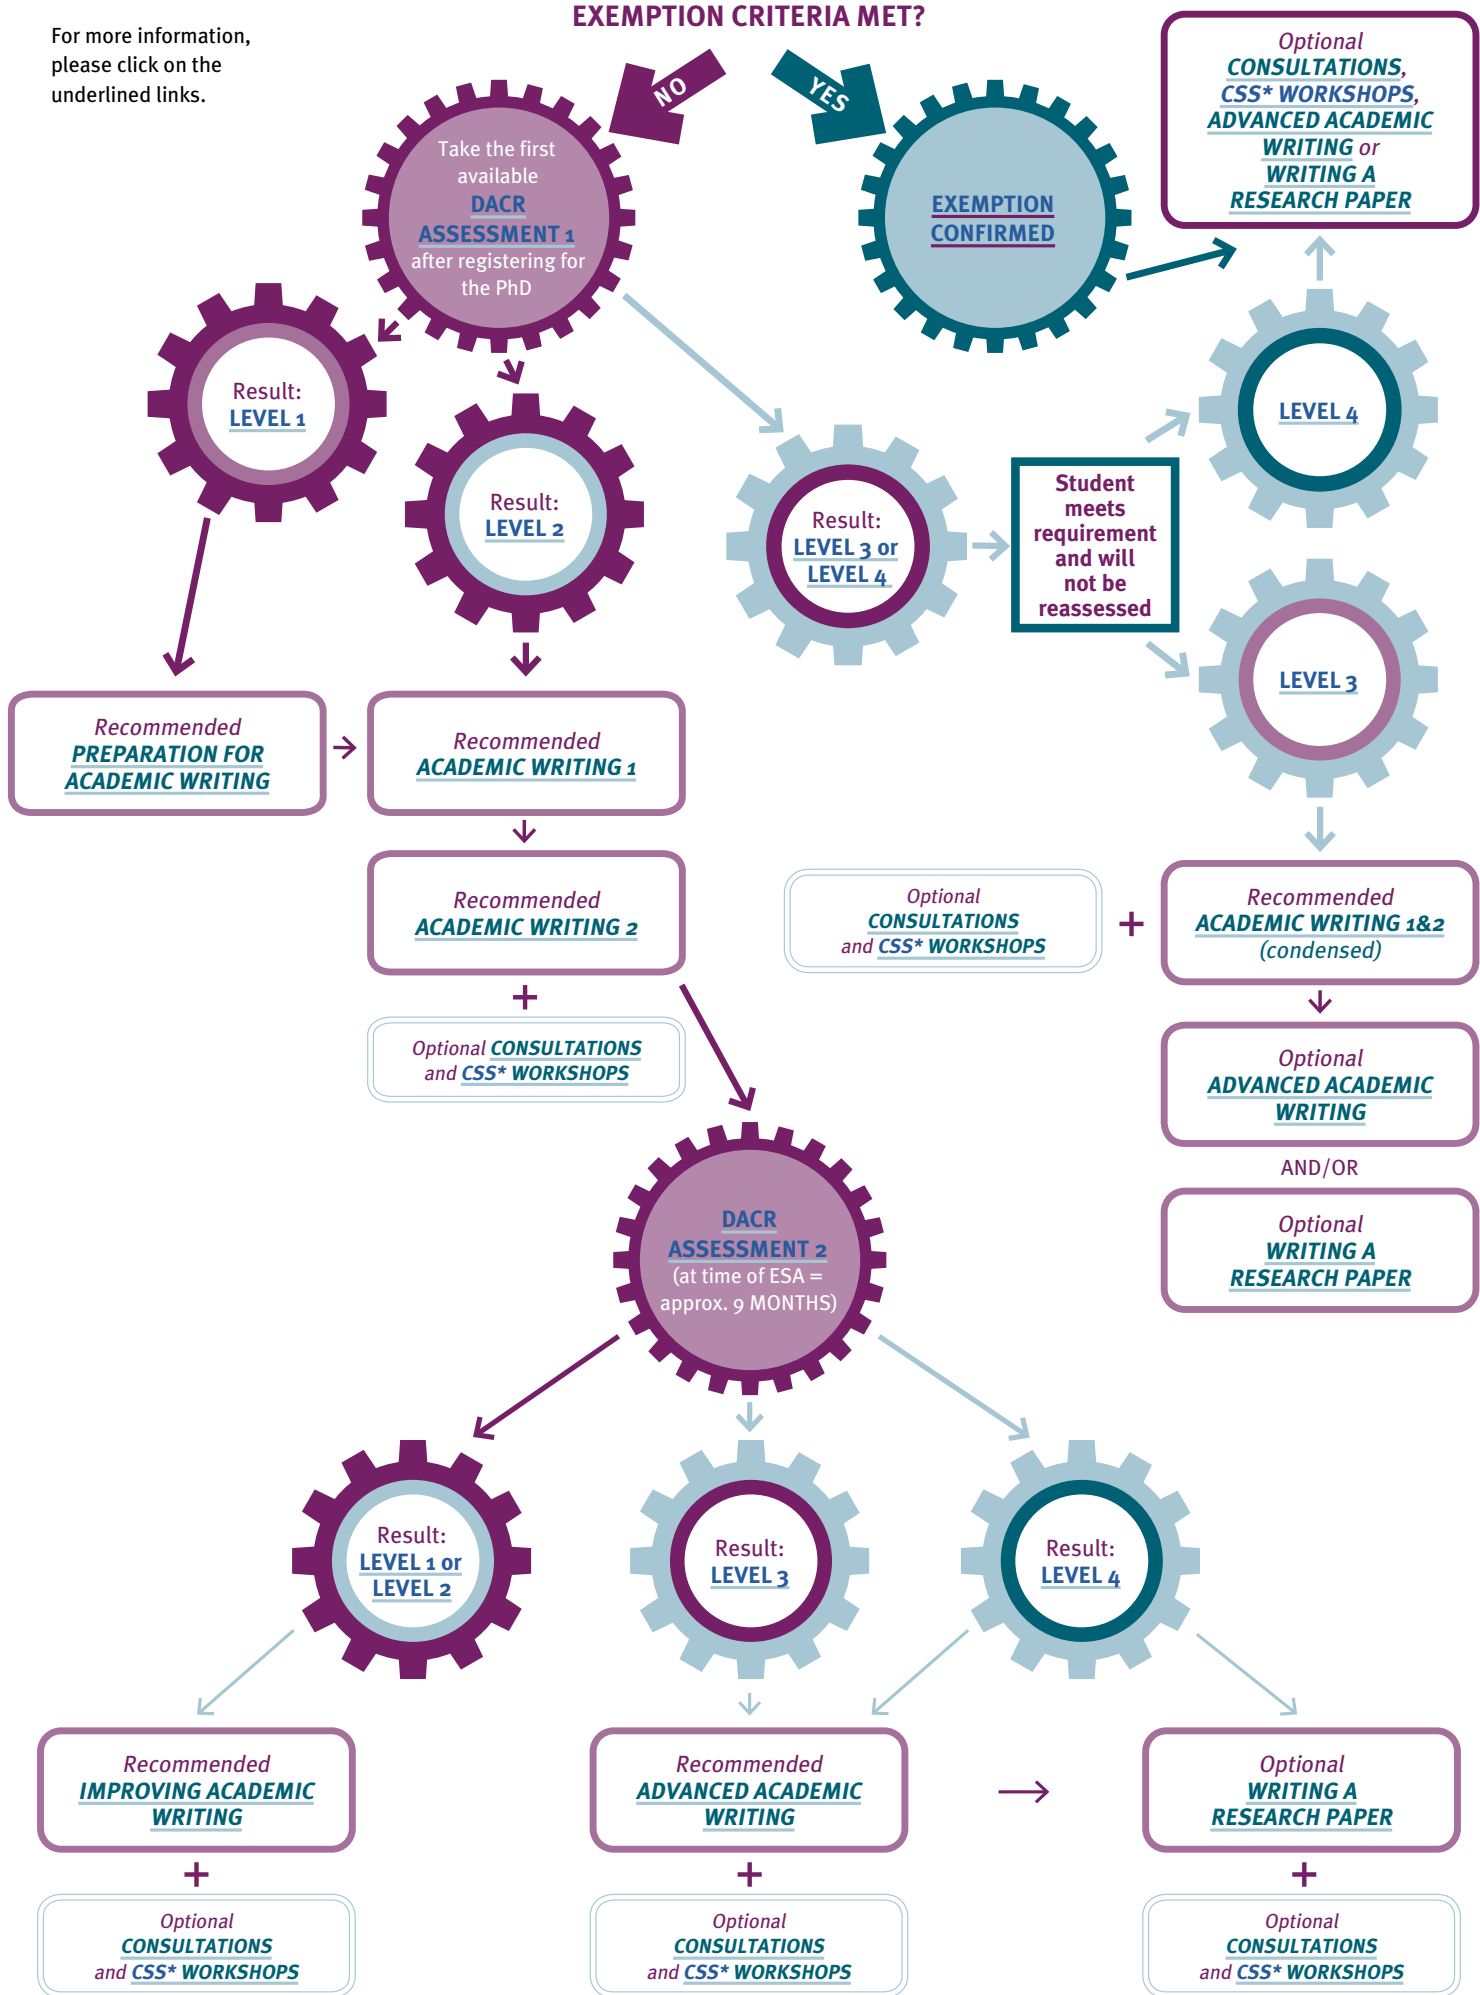 EXEMPTION CRITERIA MET?
For more information,
please click on the
underlined links.
NO
YES
Optional
CONSULTATIONS,
CSS* WORKSHOPS,
ADVANCED ACADEMIC
WRITING or
WRITING A
RESEARCH PAPER
Take the first
available
DACR
ASSESSMENT 1
after registering for
the PhD
EXEMPTION
CONFIRMED
Result:
LEVEL 1
Result:
LEVEL 2
Result:
LEVEL 3 or
LEVEL 4
Student
meets
requirement
and will
not be
reassessed
LEVEL 4
LEVEL 3
Recommended
PREPARATION FOR
ACADEMIC WRITING
Recommended
ACADEMIC WRITING 1
Recommended
ACADEMIC WRITING 2
+
Optional CONSULTATIONS
and CSS* WORKSHOPS
Optional
CONSULTATIONS
and CSS* WORKSHOPS
+
Recommended
ACADEMIC WRITING 1&2
(condensed)
Optional
ADVANCED ACADEMIC
WRITING
AND/OR
Optional
WRITING A
RESEARCH PAPER
DACR
ASSESSMENT 2
(at time of ESA =
approx. 9 MONTHS)
Result:
LEVEL 1 or
LEVEL 2
Result:
LEVEL 3
Result:
LEVEL 4
Recommended
IMPROVING ACADEMIC
WRITING
+
Optional
CONSULTATIONS
and CSS* WORKSHOPS
Recommended
ADVANCED ACADEMIC
WRITING
+
Optional
CONSULTATIONS
and CSS* WORKSHOPS
Optional
WRITING A
RESEARCH PAPER
+
Optional
CONSULTATIONS
and CSS* WORKSHOPS